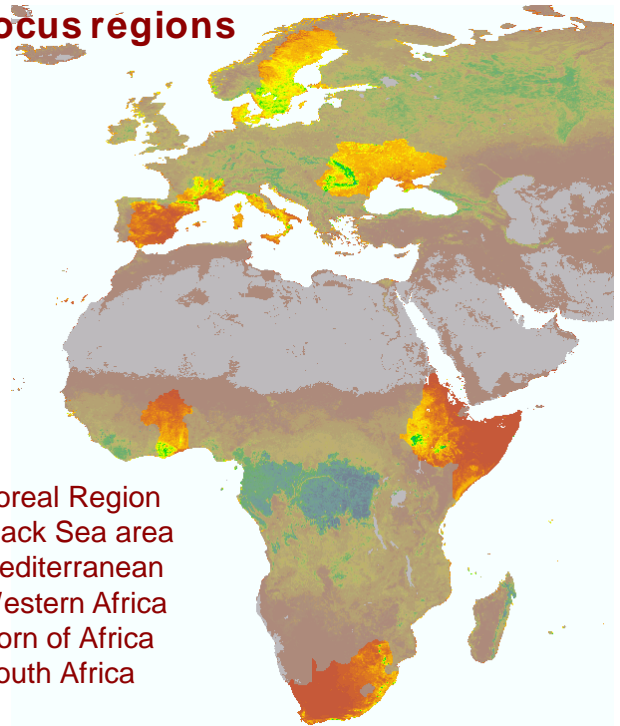 ocus regions
oreal Region
ack Sea area
editerranean
Western Africa
orn of Africa
outh Africa